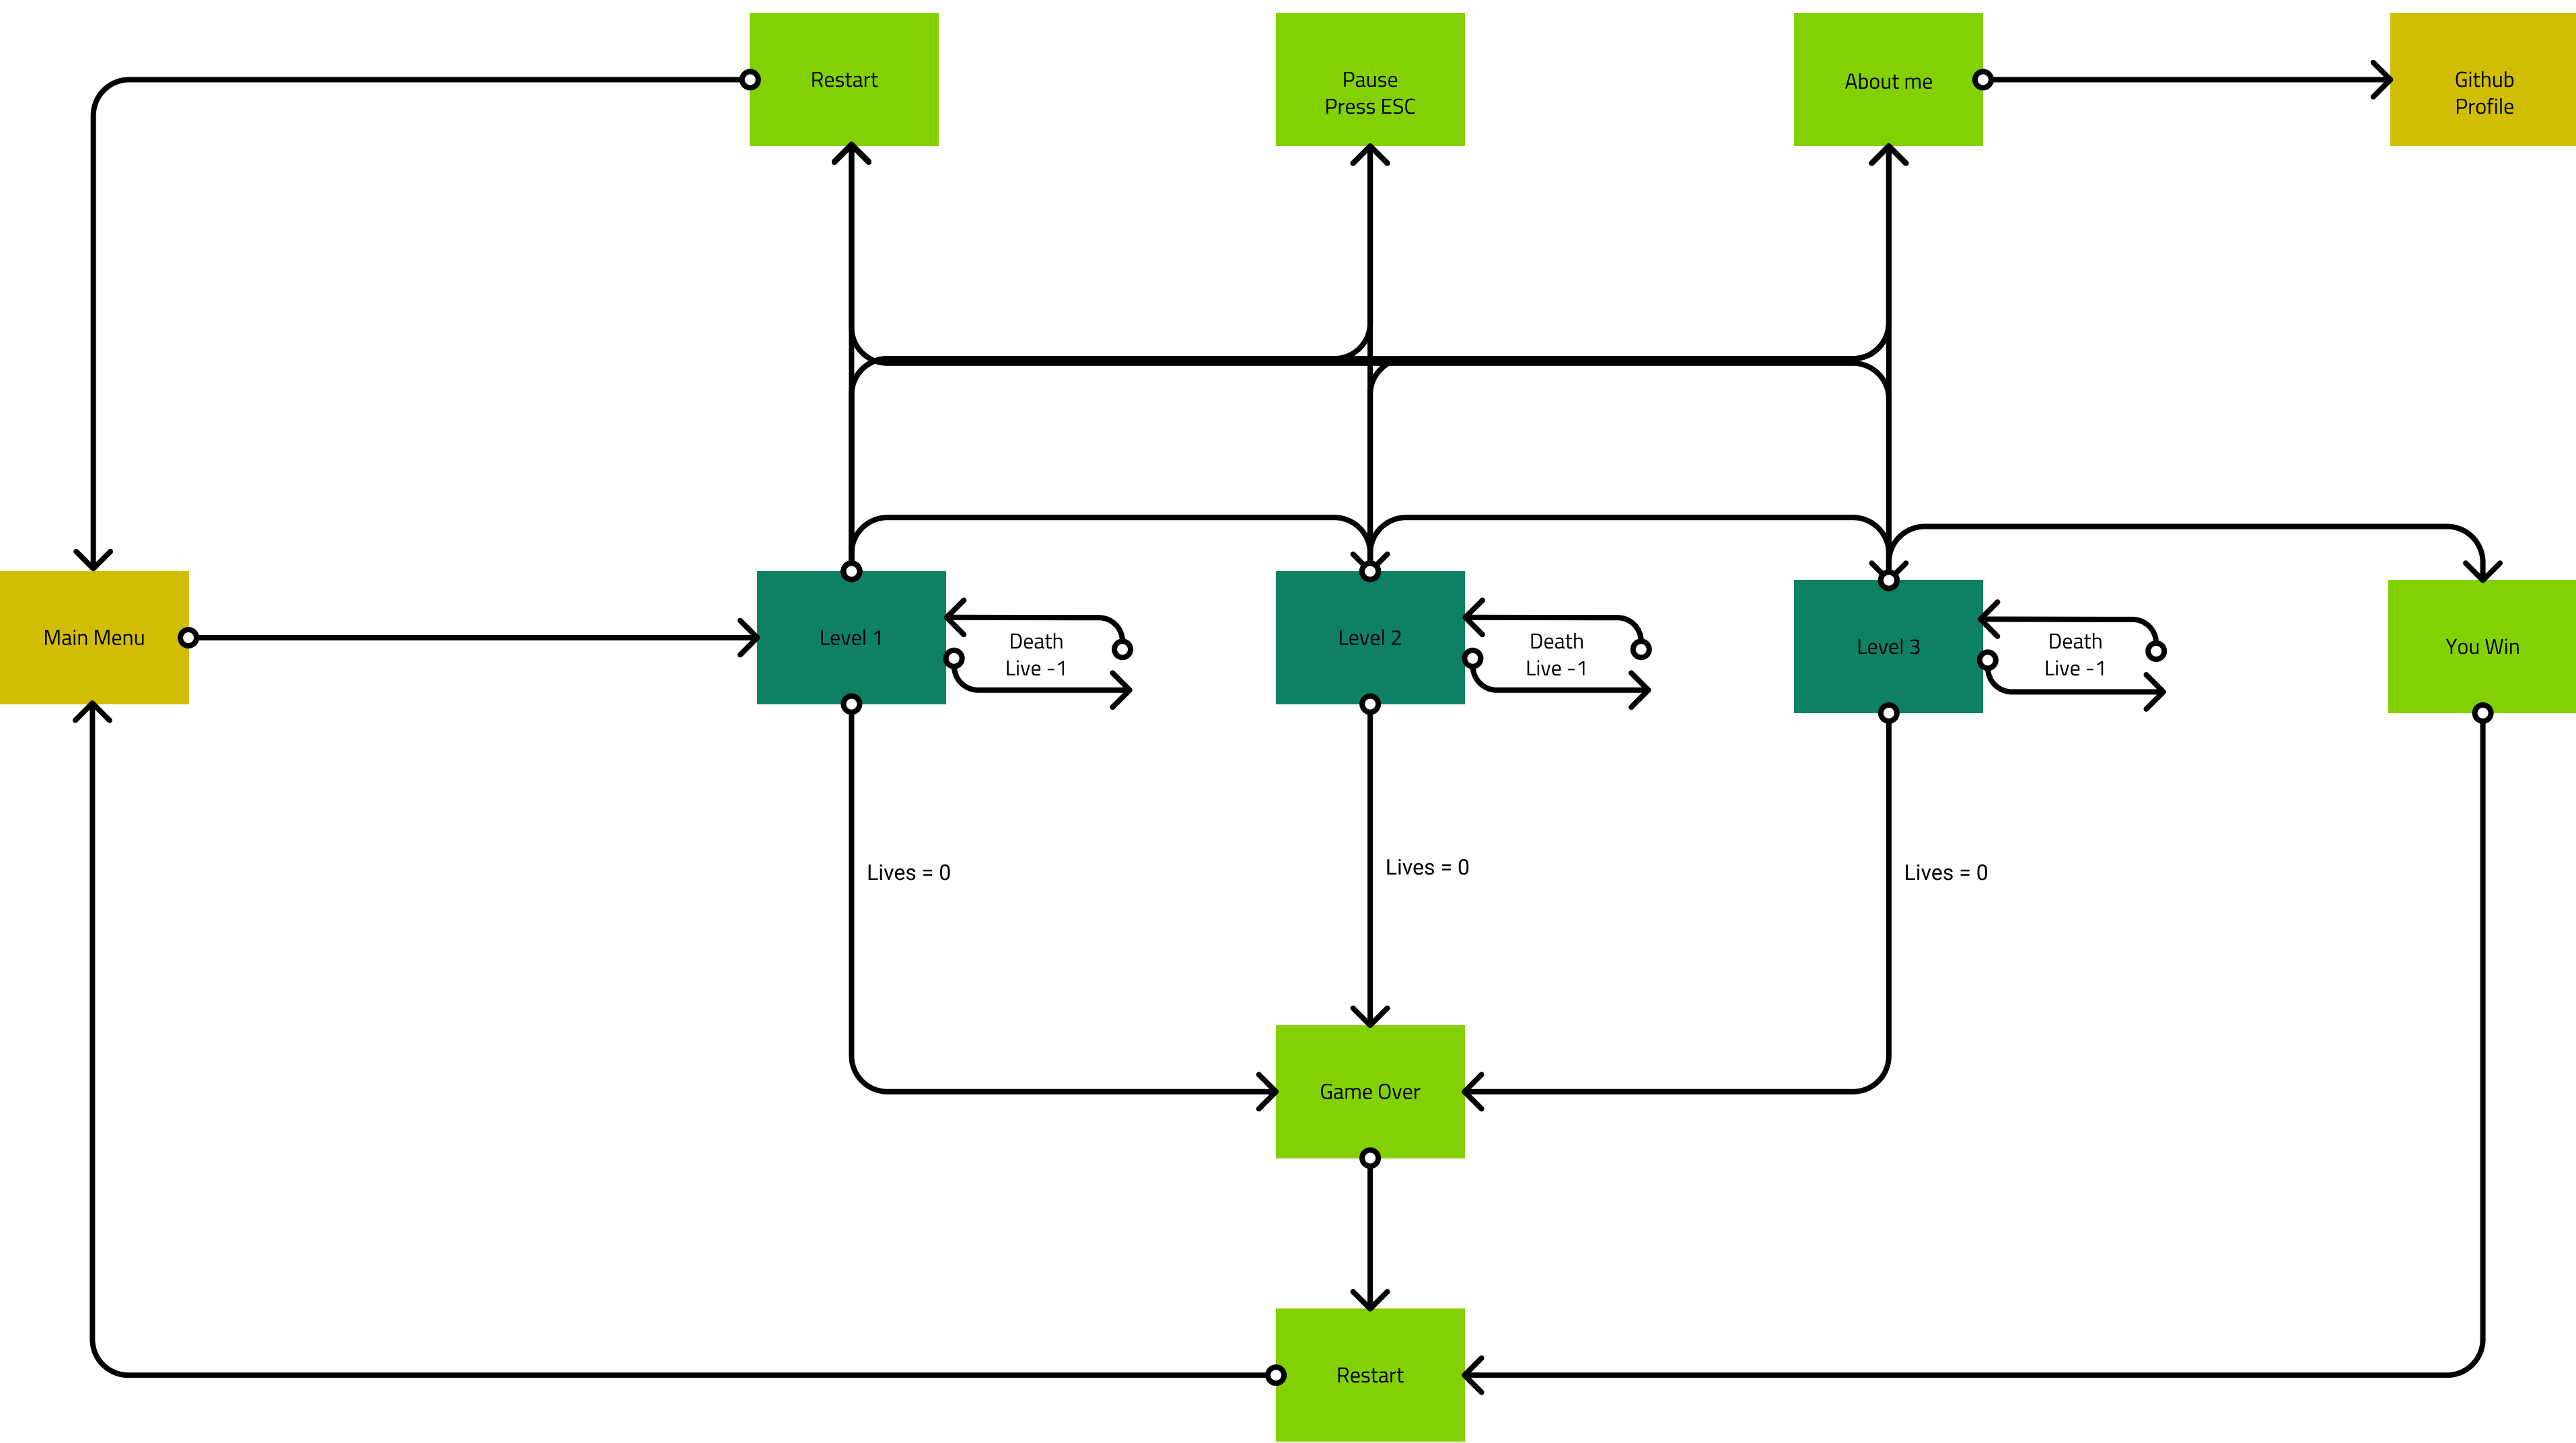 Restart
Pause
Press ESC
About me
Github
Profile
Main Menu
Level 1
Death
Live -1
Level 2
Death
Live -1
Level 3
Death
Live -1
You Win
Lives = 0
Lives = 0
Lives = 0
Game Over
Restart